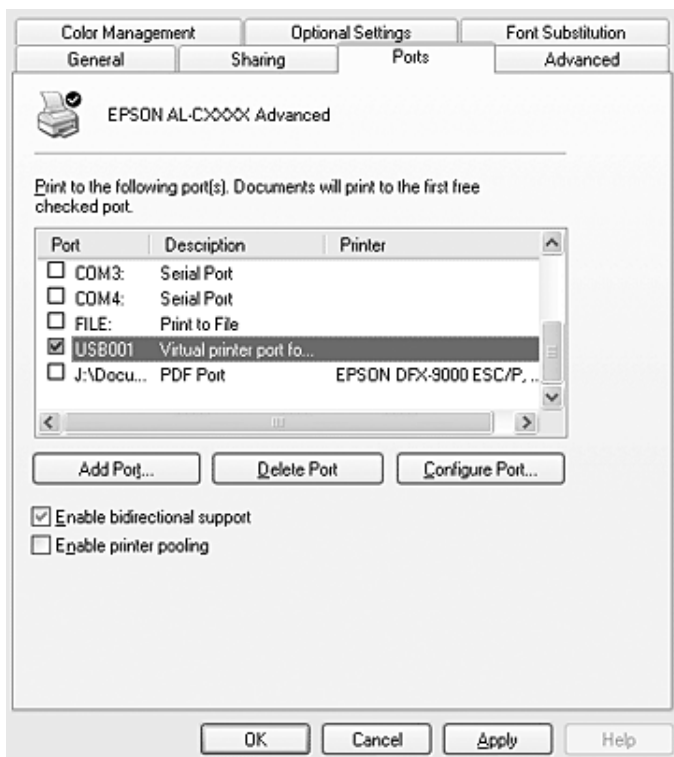 Color Management Optional Settings Font Substitution
General Sharing Ports Advanced
EPSON AL-CXXXX Advanced
Print to the following port(s). Documents will print to the first free
checked port.
Port Description Printer
COM3: Serial Port
COM4: Serial Port
FILE: Print to File
USB001 Virtual printer port fo...
J:\Docu... PDF Port EPSON DFX-9000 ESC/P, ..
Add Port... Delete Port Configure Port...
Enable bidirectional support
Enable printer pooling
OK Cancel Apply Help